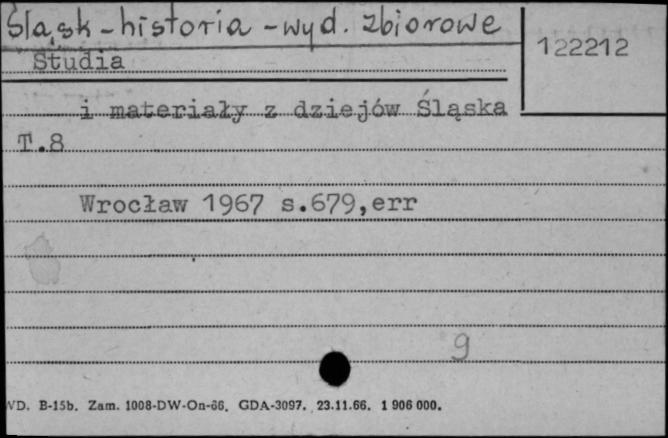 Śląsk - historia - wyd. zbiorowe
122212
Studia
i materiały z dziejów Śląska
T.8
Wrocław 1967 s.679,err
9
WD. B-15b. Zam. 1008-DW-On-66. GDA-3097. 23.11.66. 1 906 000.